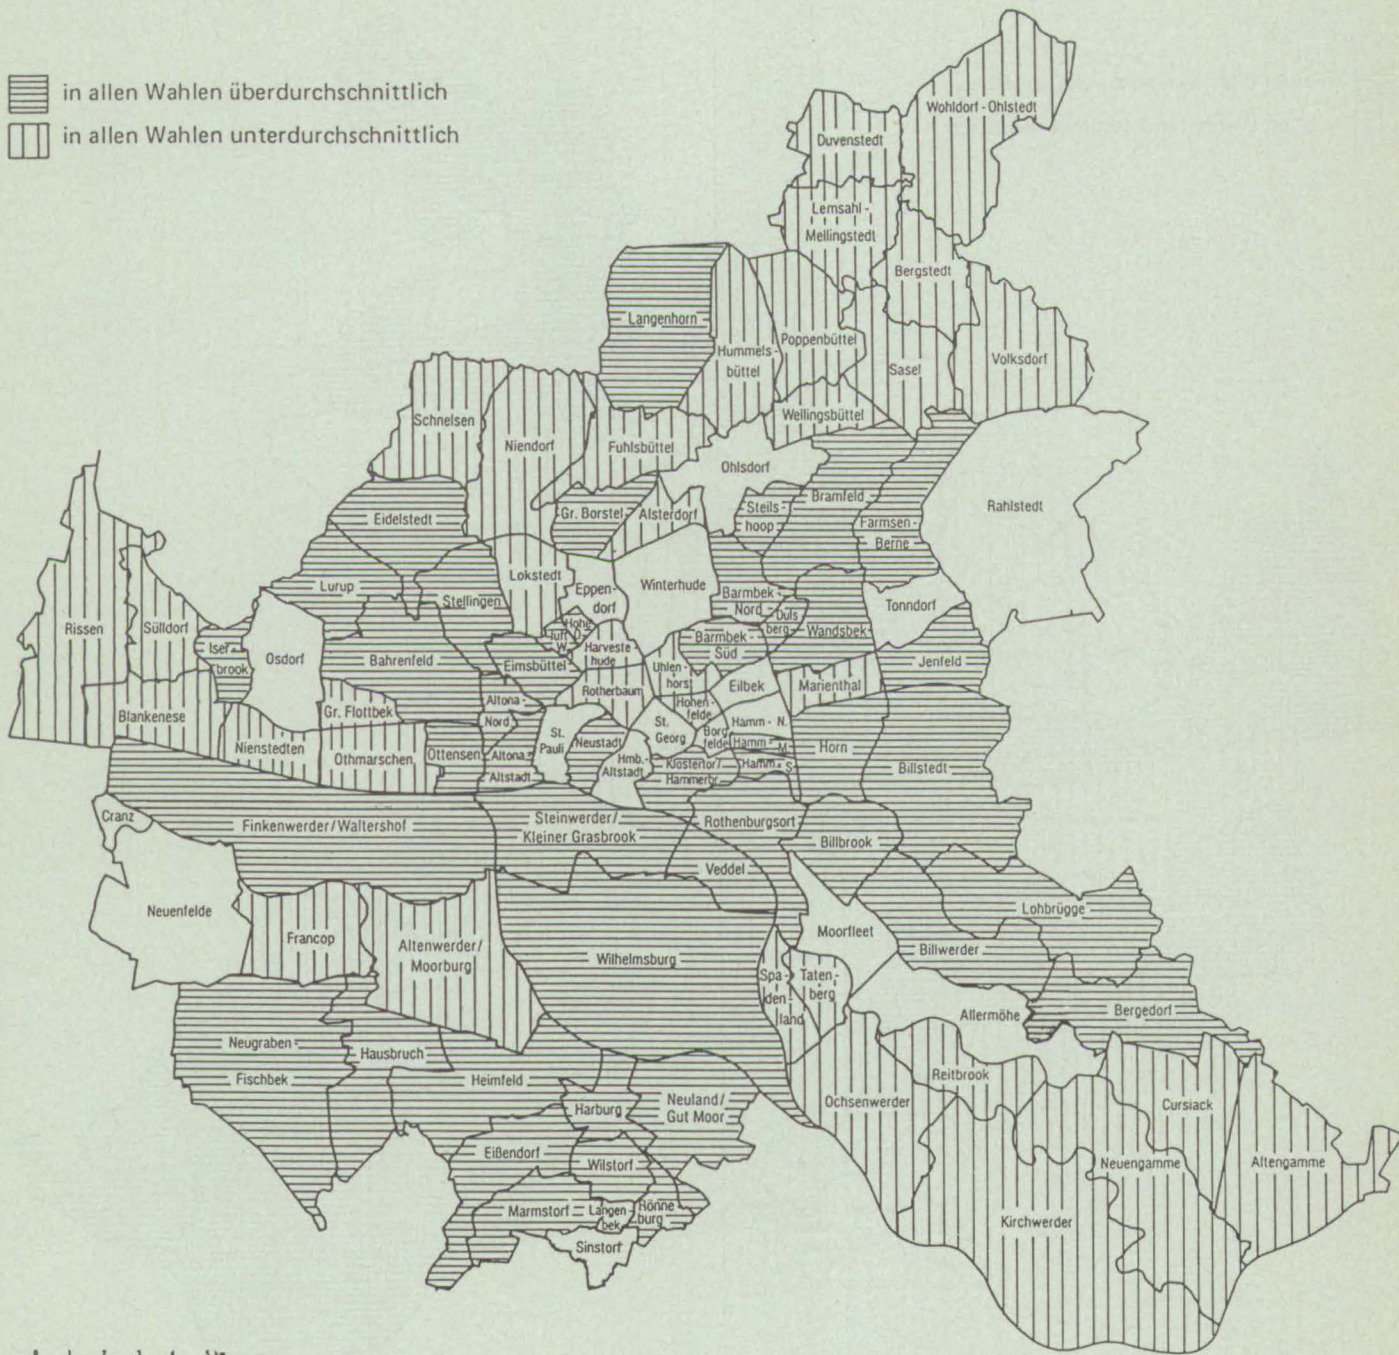 in allen Wahlen überdurchschnittlich
in allen Wahlen unterdurchschnittlich
Wohldorf - Ohlstedt
Duvenstedt
Lemsahl -
Mellingstedt
Bergstedt
Langenhorn
Hummels-
büttel
Poppenbüttel
Sasel
Volksdorf
Schnelsen
Niendorf
Fuhlsbüttel
Wellingsbüttel
Ohlsdorf
Rahlstedt
Eidelstedt
Gr. Borstel
Alsterdorf
Steils -
hoop
Bramfeld
Farmsen -
Berne
Lurup
Stellingen
Lokstedt
Eppen-
dorf
Winterhude
Barmbek
Nord
Duls
berg
Wandsbek
Tonndorf
Rissen
Sülldorf
Iser -
brook
Osdorf
Bahrenfeld
Eimsbüttel
Hohe
Harveste-
hude
Barmbek -
Süd
Uhlen -
hors
Jenfeld
Blankenese
Gr. Flottbek
Altona -
Nord
Rotherbaum
Hohen -
felde
Eilbek
Marienthal
Nienstedten
Othmarschen
Ottensen
Altona -
Altstadt
St.
Pauli
Neustadt
Hmb.-
Altstadt
St.
Georg
Borg
felde
Hamm - N.
Hamm - M.
Hamm - S
Klostertor /
Hammerbr.
Horn
Billstedt
Cranz
Finkenwerder / Waltershof
Steinwerder /
Kleiner Grasbrook
Rothenburgsort
Billbrook
Veddel
Neuenfelde
Francop
Altenwerder /
Moorburg
Wilhelmsburg
Moorfleet
Billwerder
Lohbrügge
Spa -
den -
land
Taten -
berg
Allermöhe
Bergedorf
Neugraben -
Fischbek
Hausbruch
Heimfeld
Harburg
Neuland /
Gut Moor
Ochsenwerder
Reitbrook
Cursiack
Eißendorf
Wilstorf
Neuengamme
Altengamme
Marmstorf
Langen
bek
Rönne
burg
Kirchwerder
Sinstorf